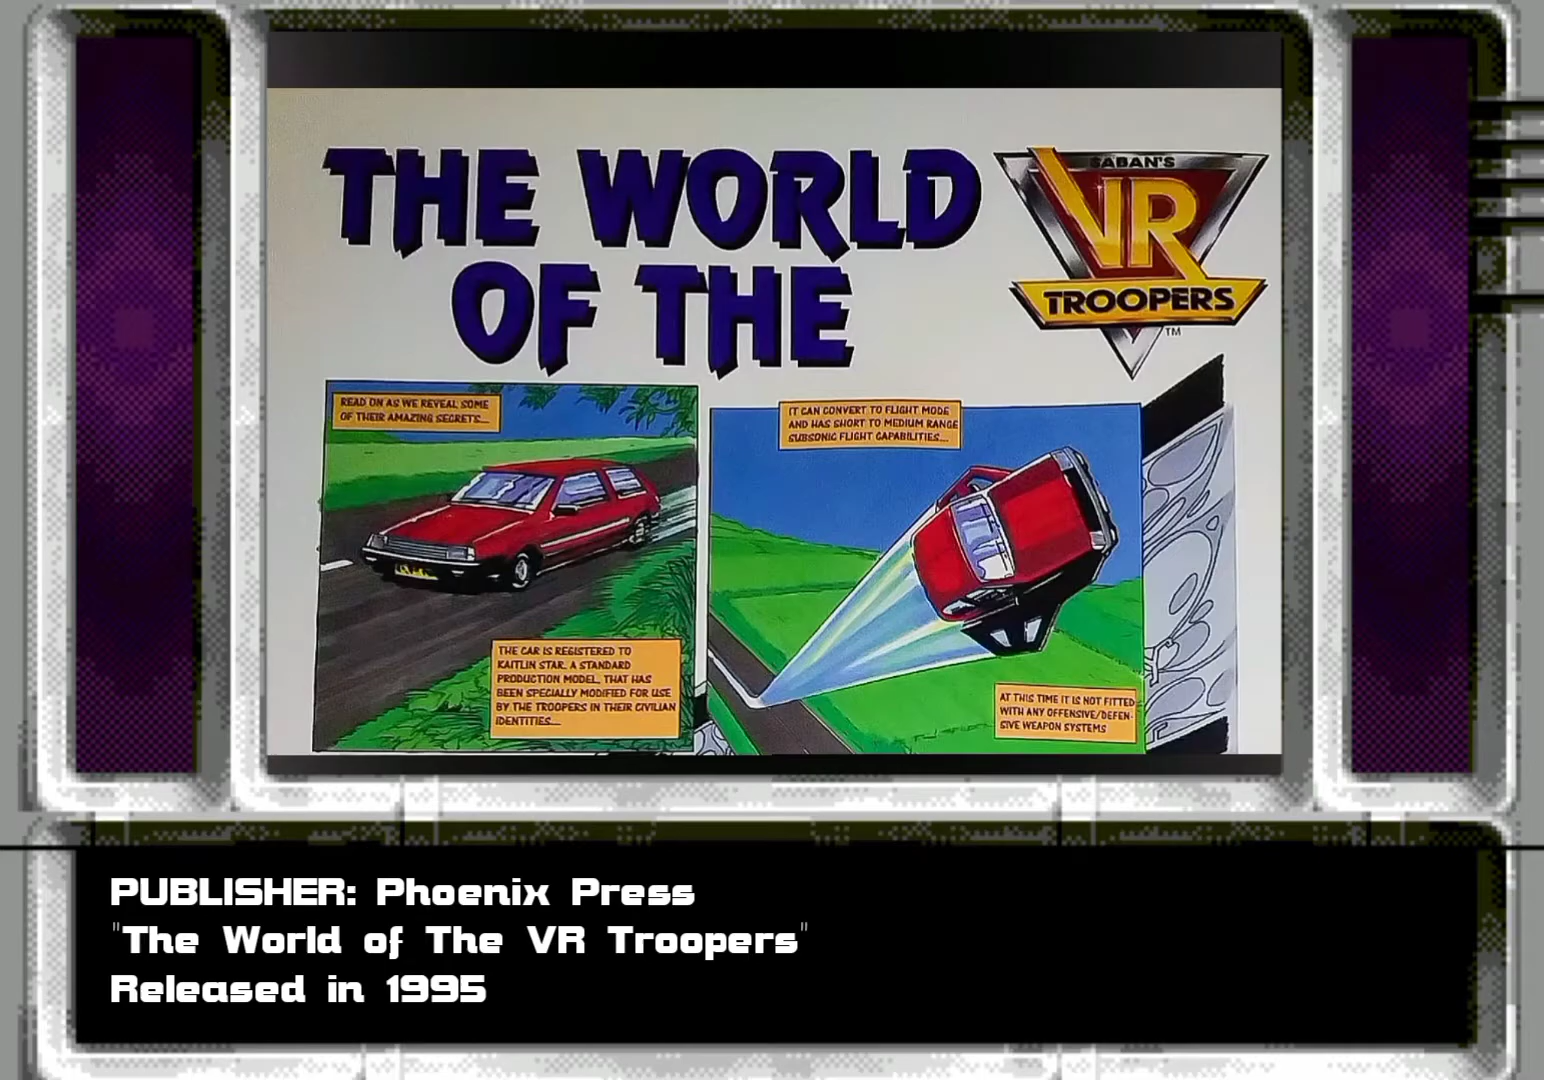 THE WORLD
OF THE
SABAN'S
VR
TROOPERS
TM
READ ON AS WE REVEAL SOME
OF THEIR AMAZING SECRETS....
THE CAR IS REGISTERED TO
KAITLIN STAR, A STANDARD
PRODUCTION MODEL, THAT HAS
BEEN SPECIALLY MODIFIED FOR USE
BY THE TROOPERS IN THEIR CIVILIAN
IDENTITIES....
IT CAN CONVERT TO FLIGHT MODE
AND HAS SHORT TO MEDIUM RANGE
SUBSONIC FLIGHT CAPABILITIES....
AT THIS TIME IT IS NOT FITTED
WITH ANY OFFENSIVE/DEFEN-
SIVE WEAPON SYSTEMS
PUBLISHER: Phoenix Press
"The World of The VR Troopers"
Released in 1995